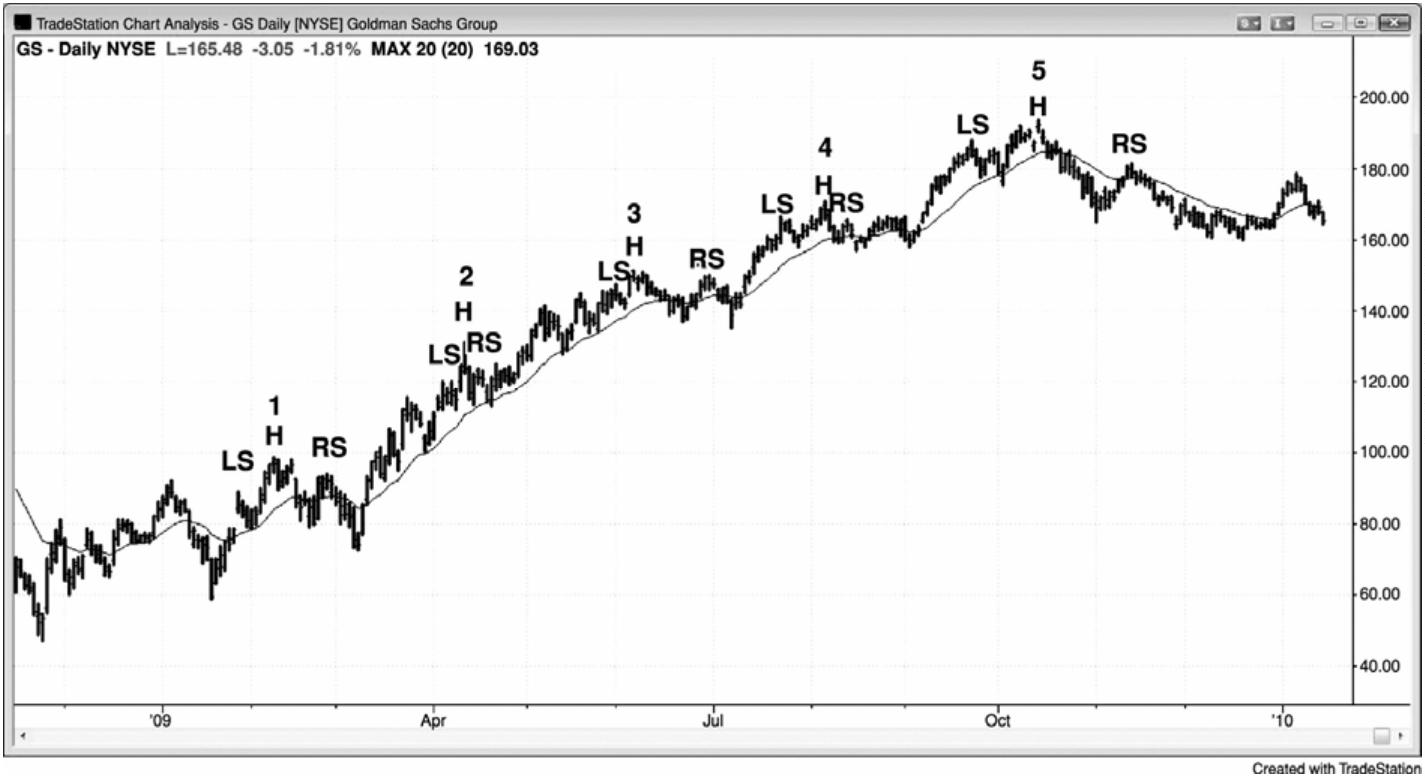 TradeStation Chart Analysis - GS Daily [NYSE] Goldman Sachs Group
GS - Daily NYSE L=165.48 -3.05 -1.81% MAX 20 (20) 169.03
5
200.00
H
LS
4
RS
180.00
H
LS
RS
3
160.00
H
RS
LS
2
140.00
H
RS
LS
120.00
1
H
RS
LS
100.00
80.00
60.00
40.00
'09
Apr
Jul
Oct
'10
Created with TradeStation